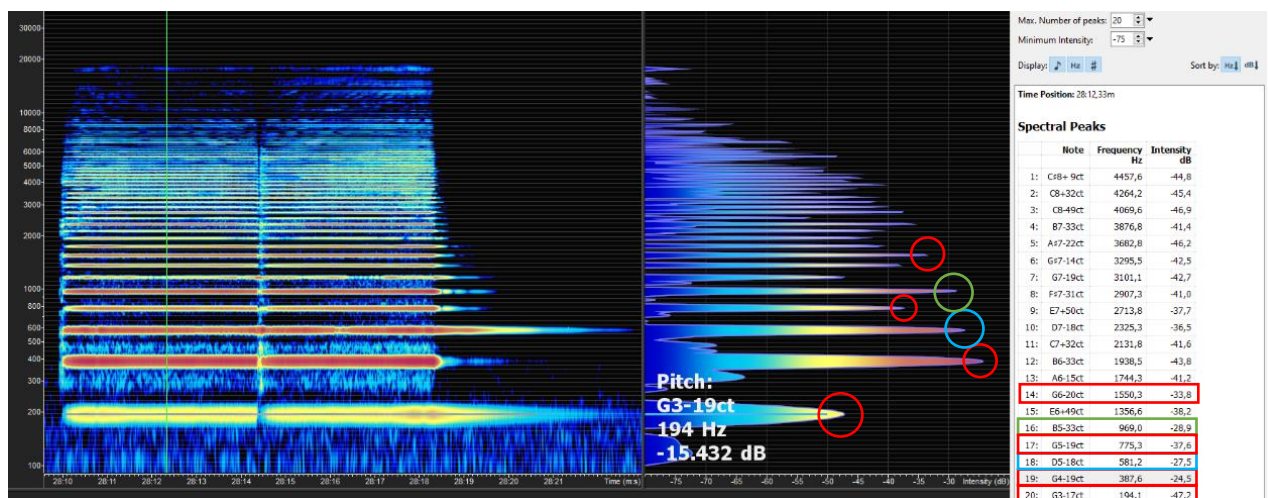 30000
20000
10000
8000
6000
5000
4000
3000
2000
1000
800
600
500
400
300
200
100
28:10 28:11 28:12 28:13 28:14 28:15 28:16 28:17 28:18 28:19 28:20 28:21 Time (m:s)
Pitch:
G3-19ct
194 Hz
-15.432 dB
-75 -70 -65 -60 -55 -50 -45 -40 -35 -30 Intensity (dB)
Max. Number of peaks: 20
Minimum Intensity: -75
Display: ♪ Hz # Sort by: Hz↓ dB↓
Time Position: 28:12,33m
Spectral Peaks
Note Frequency Intensity
Hz dB
1: C♯8+ 9ct 4457,6 -44,8
2: C8+32ct 4264,2 -45,4
3: C8-49ct 4069,6 -46,9
4: B7-33ct 3876,8 -41,4
5: A♯7-22ct 3682,8 -46,2
6: G♯7-14ct 3295,5 -42,5
7: G7-19ct 3101,1 -42,7
8: F♯7-31ct 2907,3 -41,0
9: E7+50ct 2713,8 -37,7
10: D7-18ct 2325,3 -36,5
11: C7+32ct 2131,8 -41,6
12: B6-33ct 1938,5 -43,8
13: A6-15ct 1744,3 -41,2
14: G6-20ct 1550,3 -33,8
15: E6+49ct 1356,6 -38,2
16: B5-33ct 969,0 -28,9
17: G5-19ct 775,3 -37,6
18: D5-18ct 581,2 -27,5
19: G4-19ct 387,6 -24,5
20: G3-17ct 194,1 -47,2